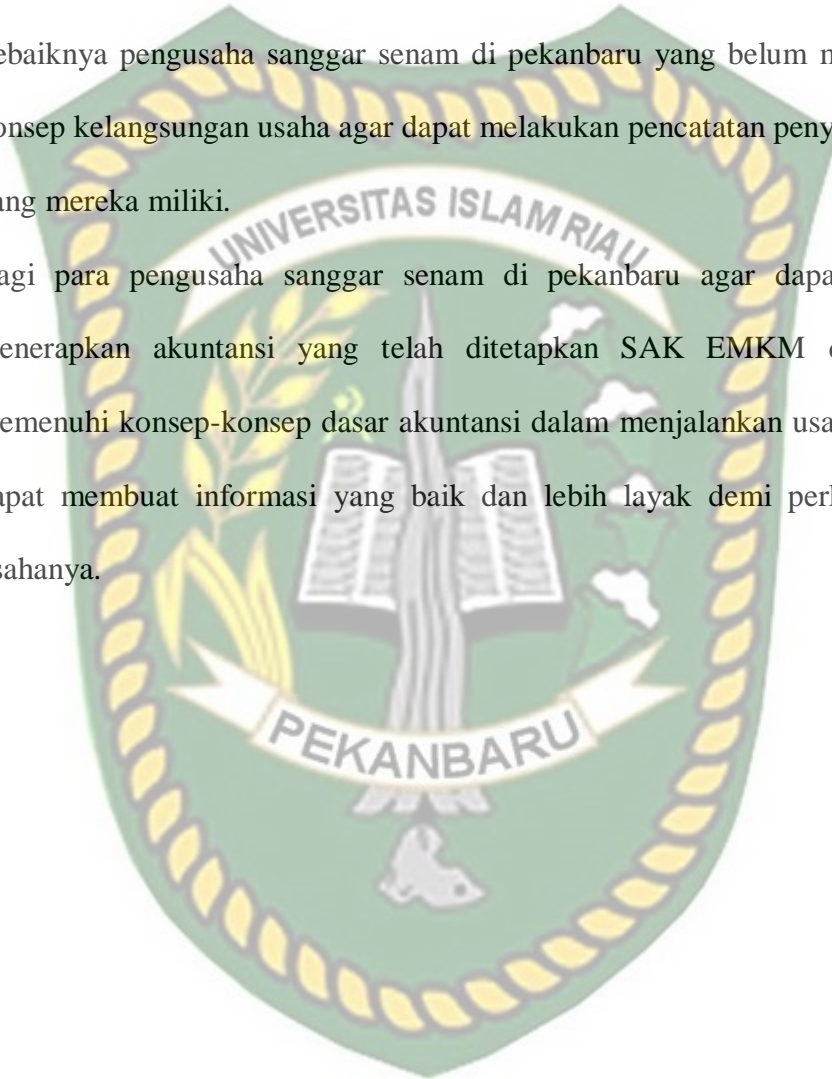 ebaiknya pengusaha sanggar senam di pekanbaru yang belum
onsep kelangsungan usaha agar dapat melakukan pencatatan peny
ang mereka miliki.
UNIVERSITAS ISLAM RIAU
agi para pengusaha sanggar senam di pekanbaru agar dapa
enerapkan akuntansi yang telah ditetapkan SAK EMKM
emenuhi konsep-konsep dasar akuntansi dalam menjalankan usa
apat membuat informasi yang baik dan lebih layak demi perl
sahanya.
PEKANBARU